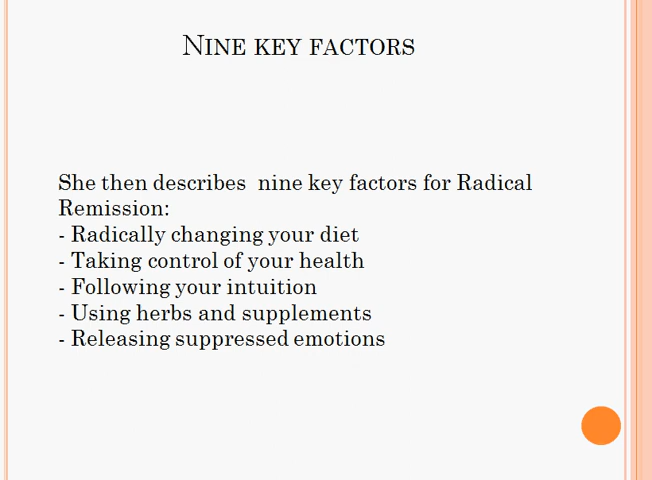 NINE KEY FACTORS
She then describes  nine key factors for Radical
Remission:
- Radically changing your diet
- Taking control of your health
- Following your intuition
- Using herbs and supplements
- Releasing suppressed emotions